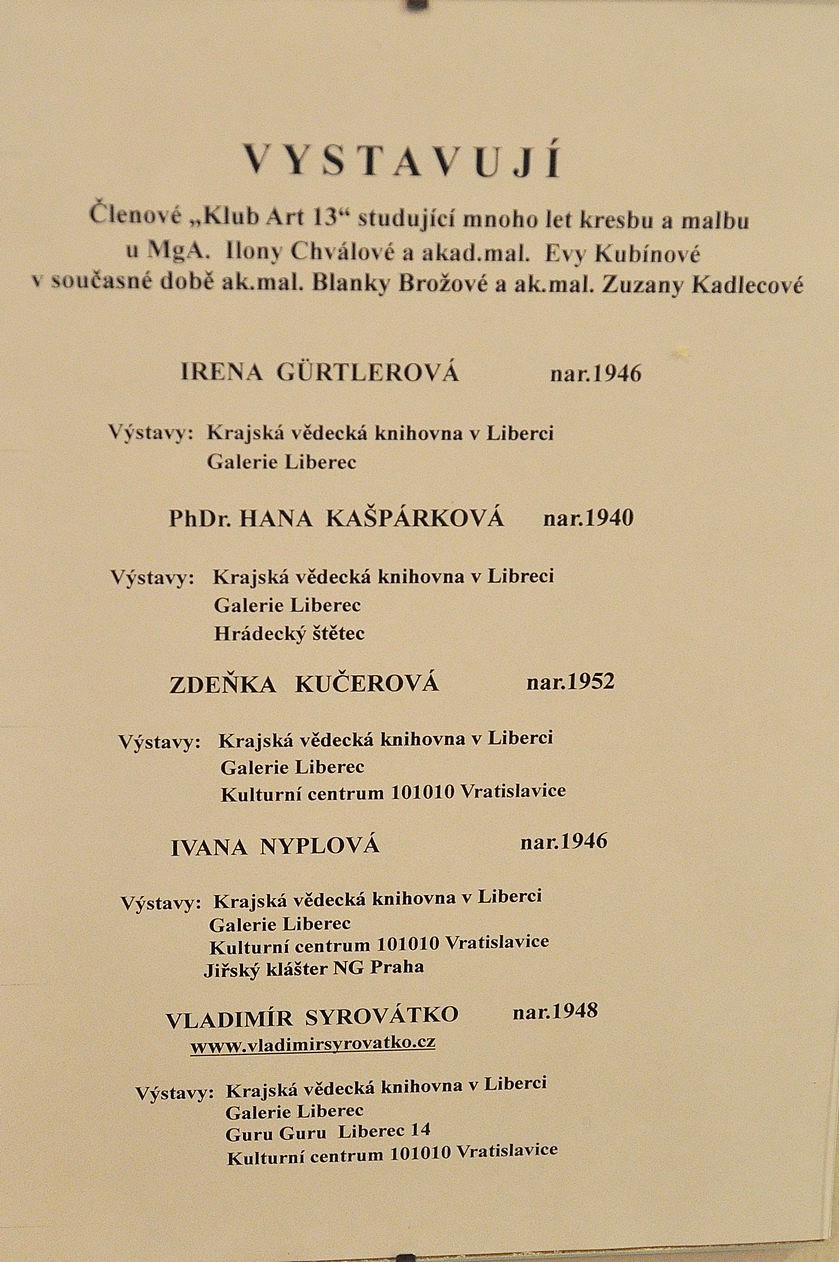 VYSTAVUJÍ
Členové „Klub Art 13“ studující mnoho let kresbu a malbu
u MgA. Ilony Chválové a akad.mal. Evy Kubínové
v současné době ak.mal. Blanky Brožové a ak.mal. Zuzany Kadlecové
IRENA GÜRTLEROVÁ nar.1946
Výstavy: Krajská vědecká knihovna v Liberci
Galerie Liberec
PhDr. HANA KAŠPÁRKOVÁ nar.1940
Výstavy: Krajská vědecká knihovna v Libreci
Galerie Liberec
Hrádecký štětec
ZDEŇKA KUČEROVÁ nar.1952
Výstavy: Krajská vědecká knihovna v Liberci
Galerie Liberec
Kulturní centrum 101010 Vratislavice
IVANA NYPLOVÁ nar.1946
Výstavy: Krajská vědecká knihovna v Liberci
Galerie Liberec
Kulturní centrum 101010 Vratislavice
Jiřský klášter NG Praha
VLADIMÍR SYROVÁTKO nar.1948
www.vladimirsyrovatko.cz
Výstavy: Krajská vědecká knihovna v Liberci
Galerie Liberec
Guru Guru Liberec 14
Kulturní centrum 101010 Vratislavice